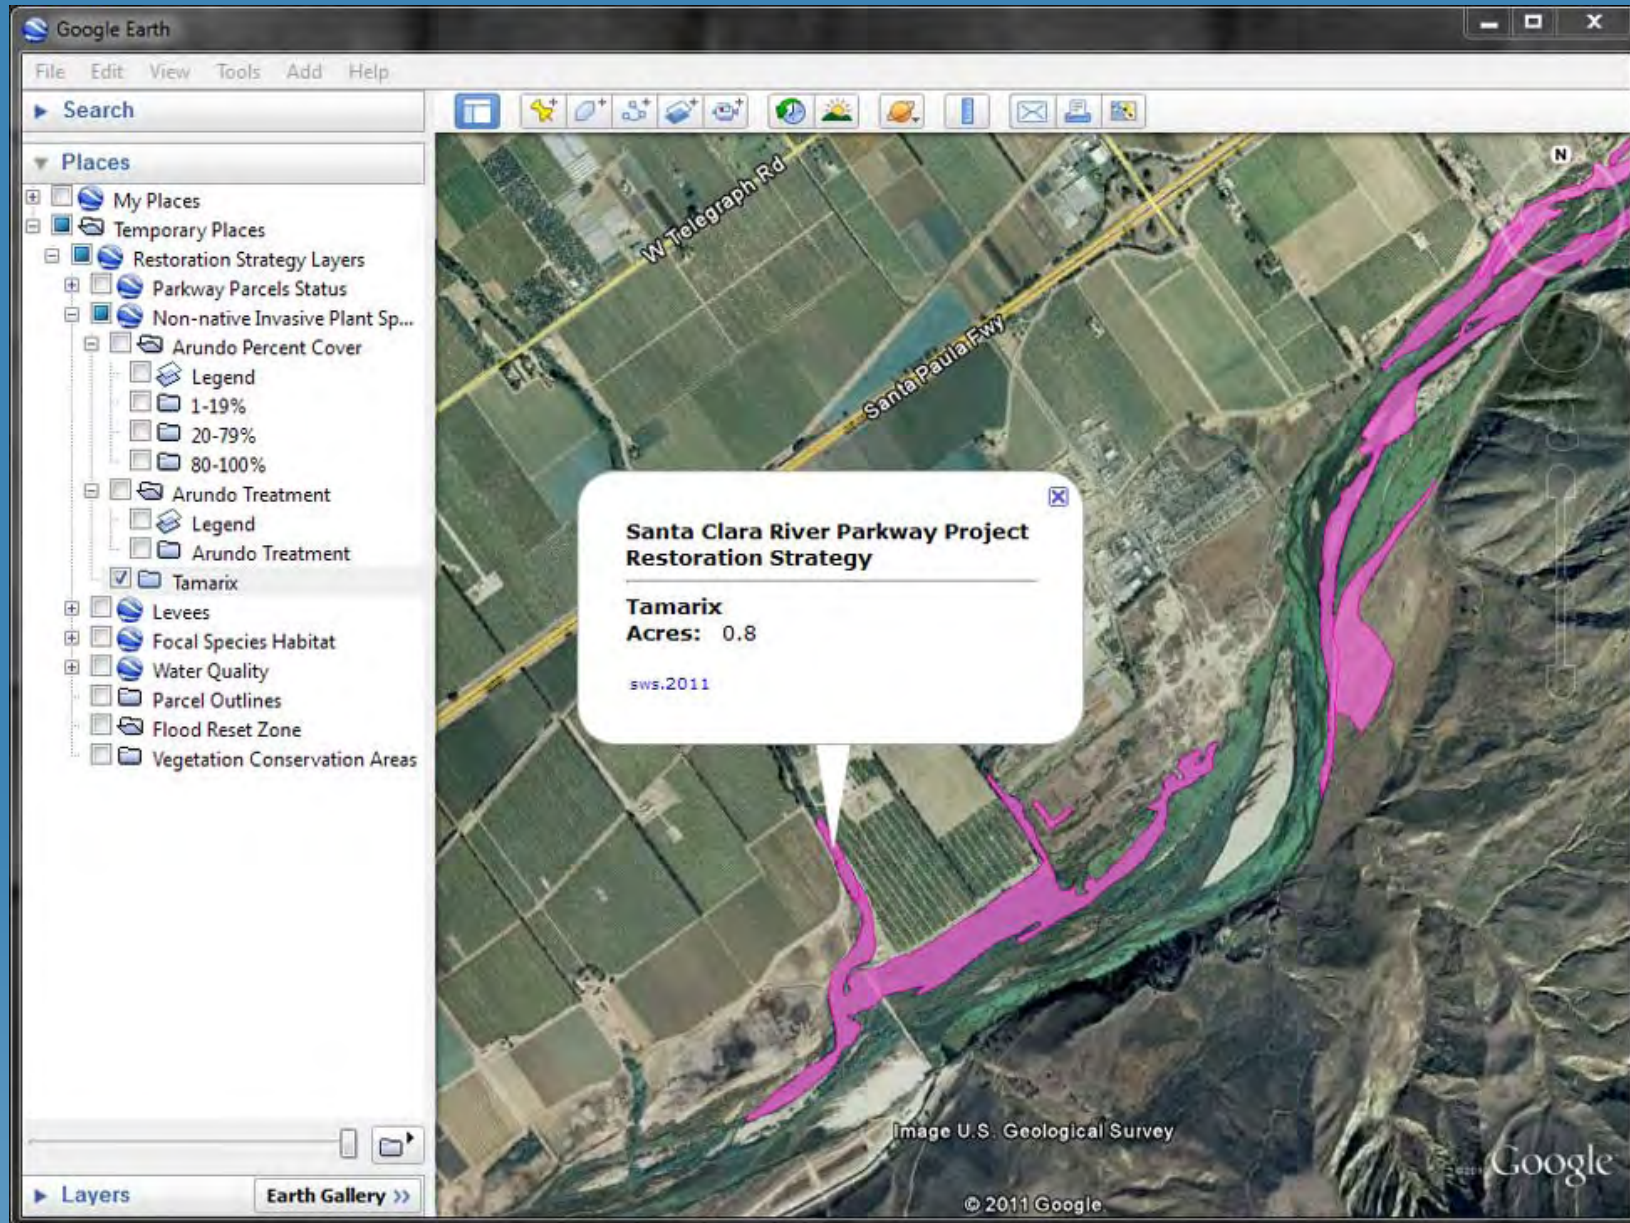 Google Earth
File Edit View Tools Add Help
Search
Places
My Places
Temporary Places
Restoration Strategy Layers
Parkway Parcels Status
Non-native Invasive Plant Sp...
Arundo Percent Cover
Legend
1-19%
20-79%
80-100%
Arundo Treatment
Legend
Arundo Treatment
Tamarix
Levees
Focal Species Habitat
Water Quality
Parcel Outlines
Flood Reset Zone
Vegetation Conservation Areas
Layers
Earth Gallery >>
N
W Telegraph Rd
Santa Paula Fwy
Santa Clara River Parkway Project
Restoration Strategy
Tamarix
Acres: 0.8
sws.2011
Image U.S. Geological Survey
© 2011 Google
Google